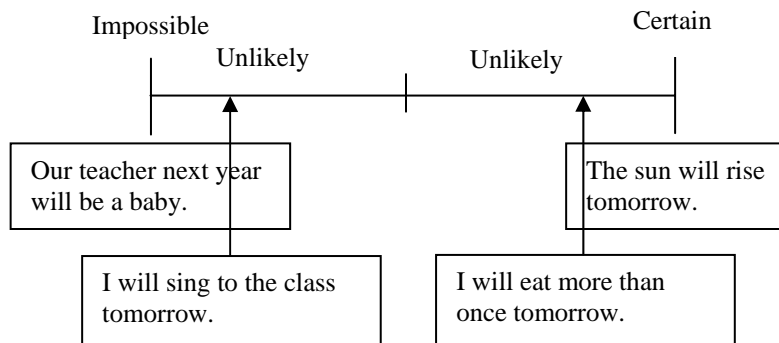 Impossible
Certain
Unlikely
Unlikely
Our teacher next year
will be a baby.
The sun will rise
tomorrow.
I will sing to the class
tomorrow.
I will eat more than
once tomorrow.